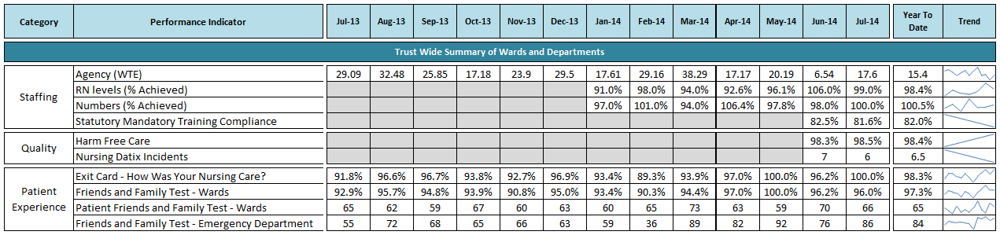 Category Performance Indicator Jul-13 Aug-13 Sep-13 Oct-13 Nov-13 Dec-13 Jan-14 Feb-14 Mar-14 Apr-14 May-14 Jun-14 Jul-14 Year To Date Trend
Trust Wide Summary of Wards and Departments
Staffing
Agency (WTE) 29.09 32.48 25.85 17.18 23.9 29.5 17.61 29.16 38.29 17.17 20.19 6.54 17.6 15.4
RN levels (% Achieved) 91.0% 98.0% 94.0% 92.6% 96.1% 106.0% 99.0% 98.4%
Numbers (% Achieved) 97.0% 101.0% 94.0% 106.4% 97.8% 98.0% 100.0% 100.5%
Statutory Mandatory Training Compliance 82.5% 81.6% 82.0%
Quality
Harm Free Care 98.3% 98.5% 98.4%
Nursing Datix Incidents 7 6 6.5
Patient Experience
Exit Card - How Was Your Nursing Care? 91.8% 96.6% 96.7% 93.8% 92.7% 96.9% 93.4% 89.3% 93.9% 97.0% 100.0% 96.2% 100.0% 98.3%
Friends and Family Test - Wards 92.9% 95.7% 94.8% 93.9% 90.8% 95.0% 93.4% 90.3% 94.4% 97.0% 100.0% 96.2% 96.0% 97.3%
Patient Friends and Family Test - Wards 65 62 59 67 60 63 60 65 73 63 59 70 66 65
Friends and Family Test - Emergency Department 55 72 68 65 66 63 59 36 89 82 92 76 86 84